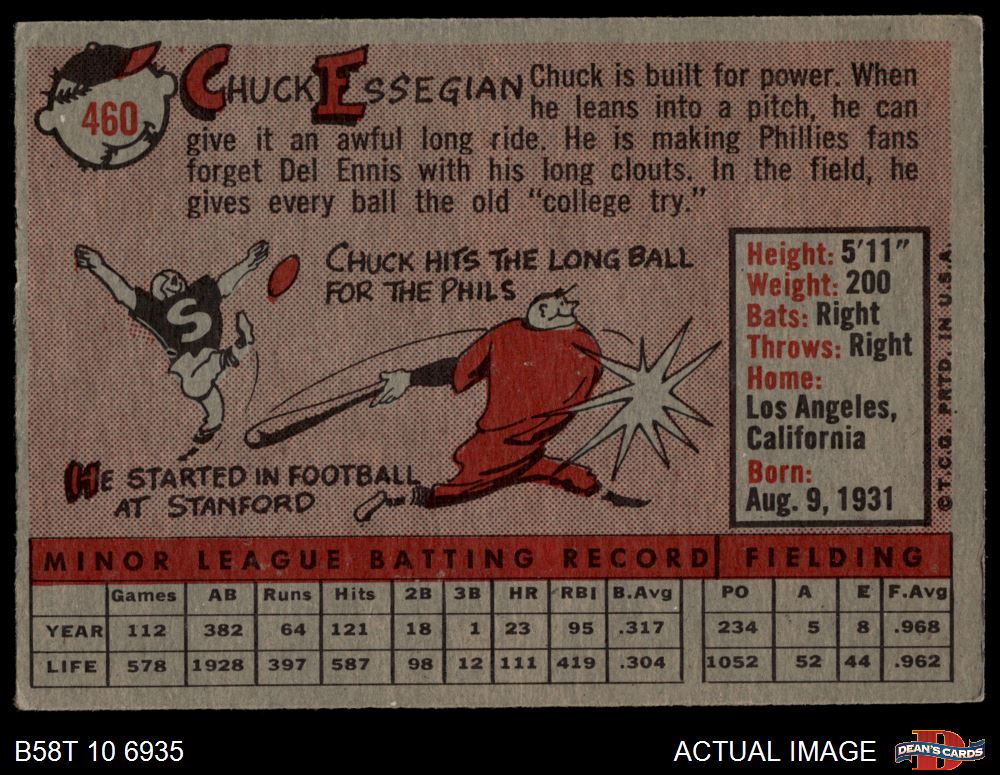 460
CHUCK ESSEGIAN
Chuck is built for power. When
he leans into a pitch, he can
give it an awful long ride. He is making Phillies fans
forget Del Ennis with his long clouts. In the field, he
gives every ball the old "college try."
CHUCK HITS THE LONG BALL
FOR THE PHILS
S
HE STARTED IN FOOTBALL
AT STANFORD
Height: 5'11"
Weight: 200
Bats: Right
Throws: Right
Home:
Los Angeles,
California
Born:
Aug. 9, 1931
©T.C.G. PRTD. IN U.S.A.
MINOR LEAGUE BATTING RECORD FIELDING
Games AB Runs Hits 2B 3B HR RBI B.Avg PO A E F.Avg
YEAR 112 382 64 121 18 1 23 95 .317 234 5 8 .968
LIFE 578 1928 397 587 98 12 111 419 .304 1052 52 44 .962
B58T 10 6935
ACTUAL IMAGE
DEAN'S CARDS